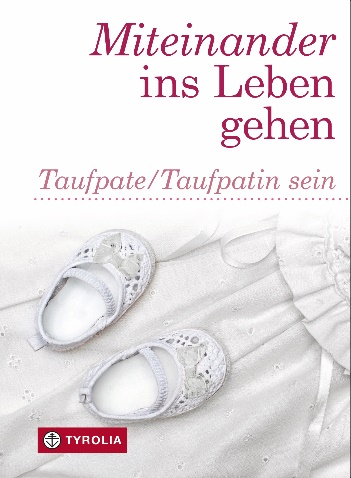 Miteinander
ins Leben
gehen
Taufpate/Taufpatin sein
TYROLIA